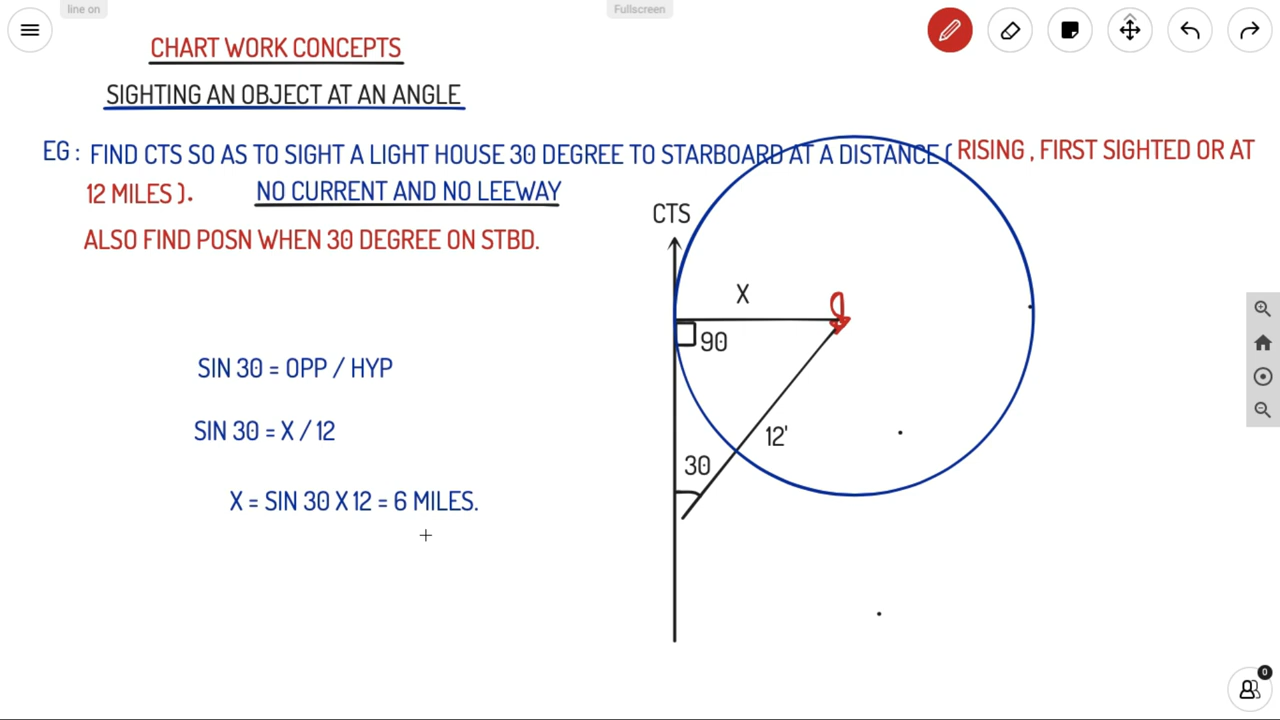 line on
Fullscreen
CHART WORK CONCEPTS
SIGHTING AN OBJECT AT AN ANGLE
EG : FIND CTS SO AS TO SIGHT A LIGHT HOUSE 30 DEGREE TO STARBOARD AT A DISTANCE ( RISING , FIRST SIGHTED OR AT
12 MILES ). NO CURRENT AND NO LEEWAY
ALSO FIND POSN WHEN 30 DEGREE ON STBD.
CTS
X
90
SIN 30 = OPP / HYP
SIN 30 = X / 12
12'
30
X = SIN 30 X 12 = 6 MILES.
0